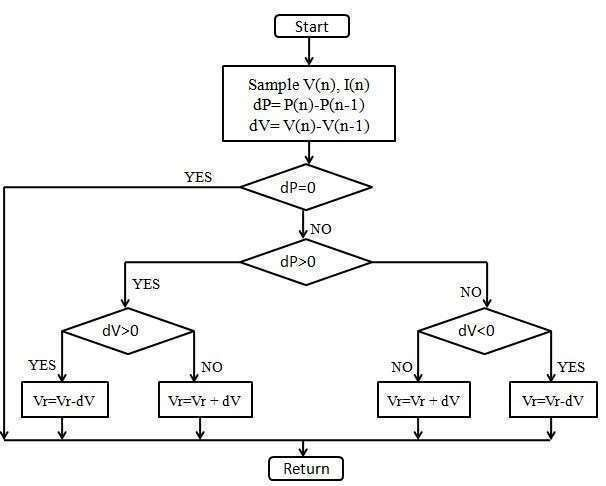 Start
Sample V(n), I(n)
dP= P(n)-P(n-1)
dV= V(n)-V(n-1)
YES
dP=0
NO
dP>0
YES
NO
dV>0
dV<0
YES
NO
NO
YES
Vr=Vr-dV
Vr=Vr + dV
Vr=Vr + dV
Vr=Vr-dV
Return